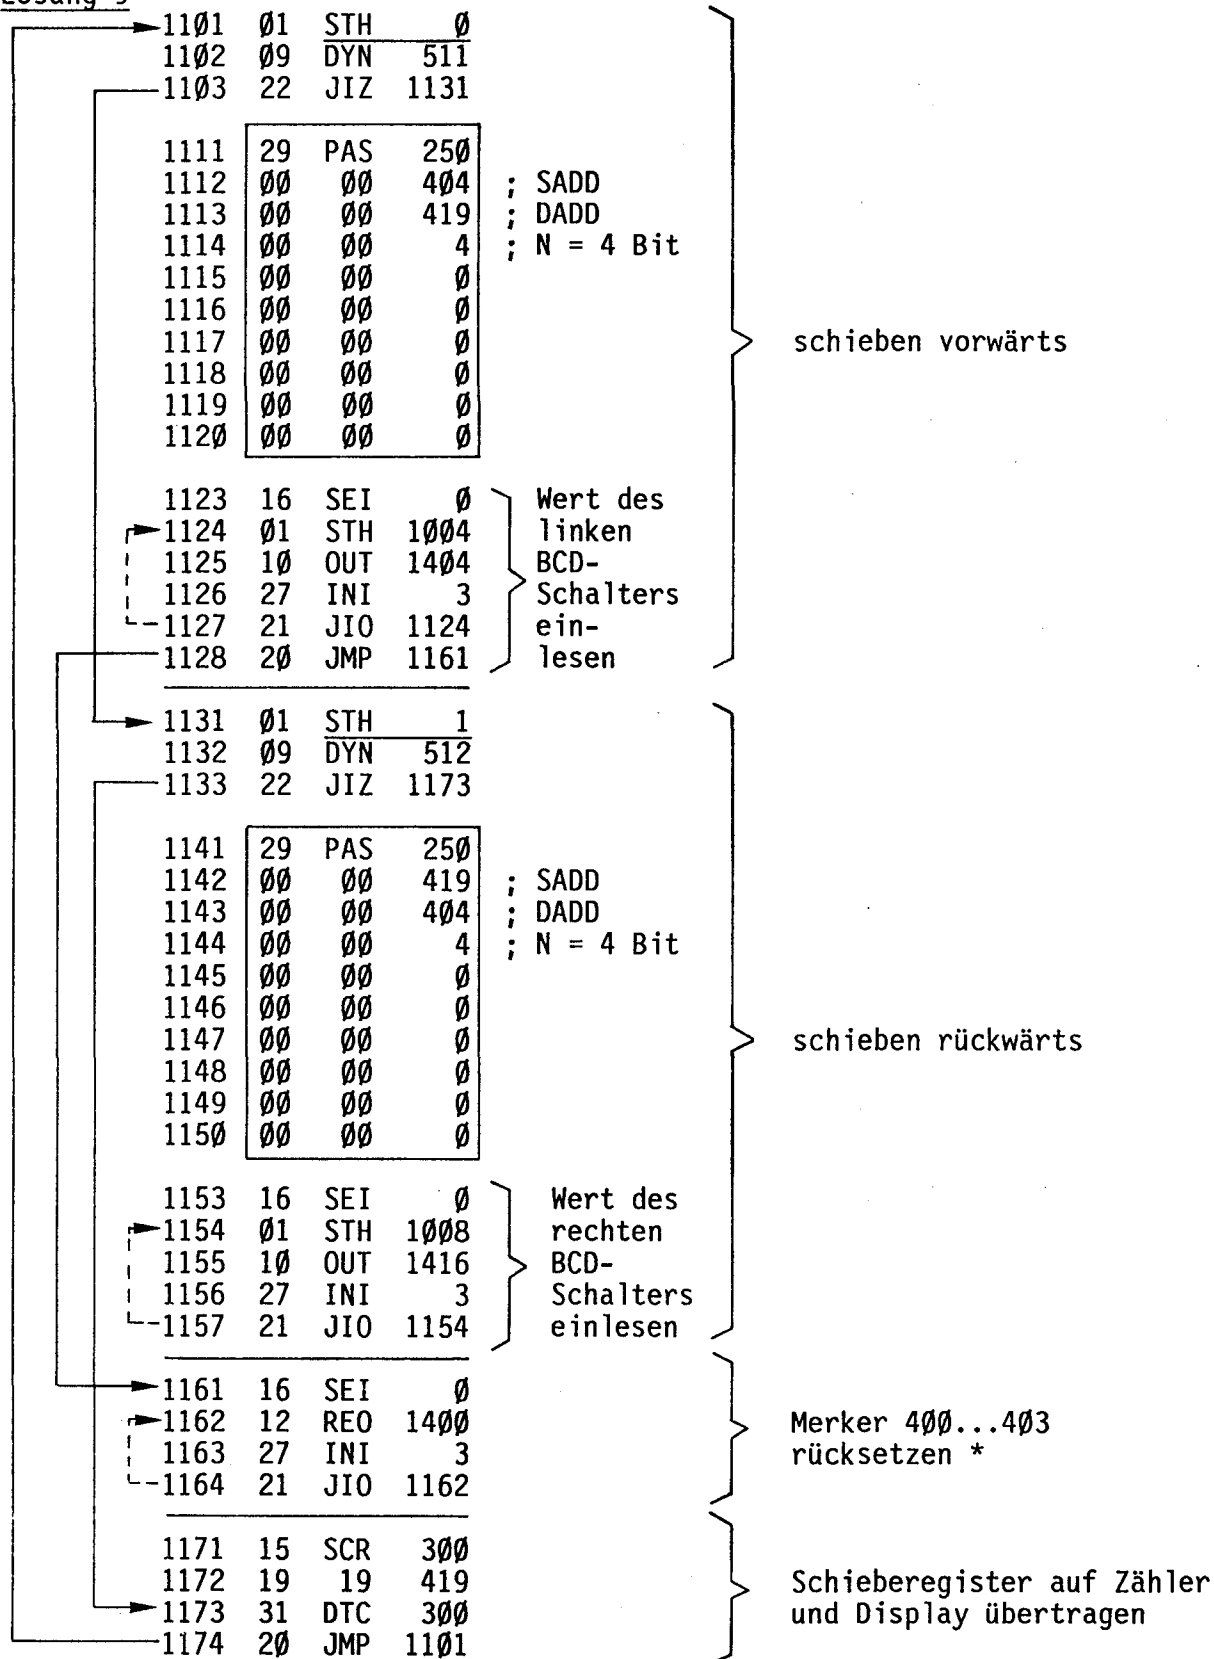 Lösung 9
11Ø1 Ø1 STH Ø
11Ø2 Ø9 DYN 511
11Ø3 22 JIZ 1131
1111 29 PAS 25Ø
1112 ØØ ØØ 4Ø4 ; SADD
1113 ØØ ØØ 419 ; DADD
1114 ØØ ØØ 4 ; N = 4 Bit
1115 ØØ ØØ Ø
1116 ØØ ØØ Ø
1117 ØØ ØØ Ø
1118 ØØ ØØ Ø
1119 ØØ ØØ Ø
112Ø ØØ ØØ Ø
schieben vorwärts
1123 16 SEI Ø Wert des
1124 Ø1 STH 1ØØ4 linken
1125 1Ø OUT 14Ø4 BCD-
1126 27 INI 3 Schalters
1127 21 JIO 1124 ein-
1128 2Ø JMP 1161 lesen
1131 Ø1 STH 1
1132 Ø9 DYN 512
1133 22 JIZ 1173
1141 29 PAS 25Ø
1142 ØØ ØØ 419 ; SADD
1143 ØØ ØØ 4Ø4 ; DADD
1144 ØØ ØØ 4 ; N = 4 Bit
1145 ØØ ØØ Ø
1146 ØØ ØØ Ø
1147 ØØ ØØ Ø
1148 ØØ ØØ Ø
1149 ØØ ØØ Ø
115Ø ØØ ØØ Ø
schieben rückwärts
1153 16 SEI Ø Wert des
1154 Ø1 STH 1ØØ8 rechten
1155 1Ø OUT 1416 BCD-
1156 27 INI 3 Schalters
1157 21 JIO 1154 einlesen
1161 16 SEI Ø
1162 12 REO 14ØØ Merker 4ØØ...4Ø3
1163 27 INI 3 rücksetzen *
1164 21 JIO 1162
1171 15 SCR 3ØØ
1172 19 19 419 Schieberegister auf Zähler
1173 31 DTC 3ØØ und Display übertragen
1174 2Ø JMP 11Ø1